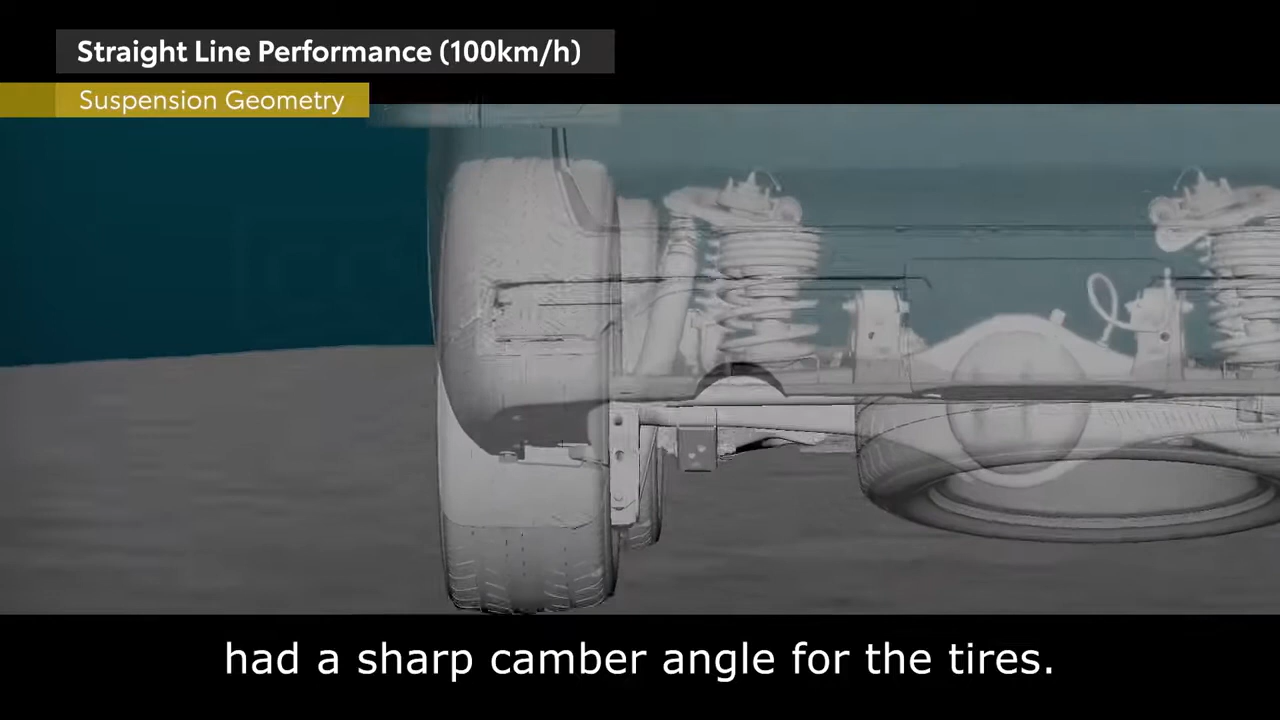 Straight Line Performance (100km/h)
Suspension Geometry
had a sharp camber angle for the tires.